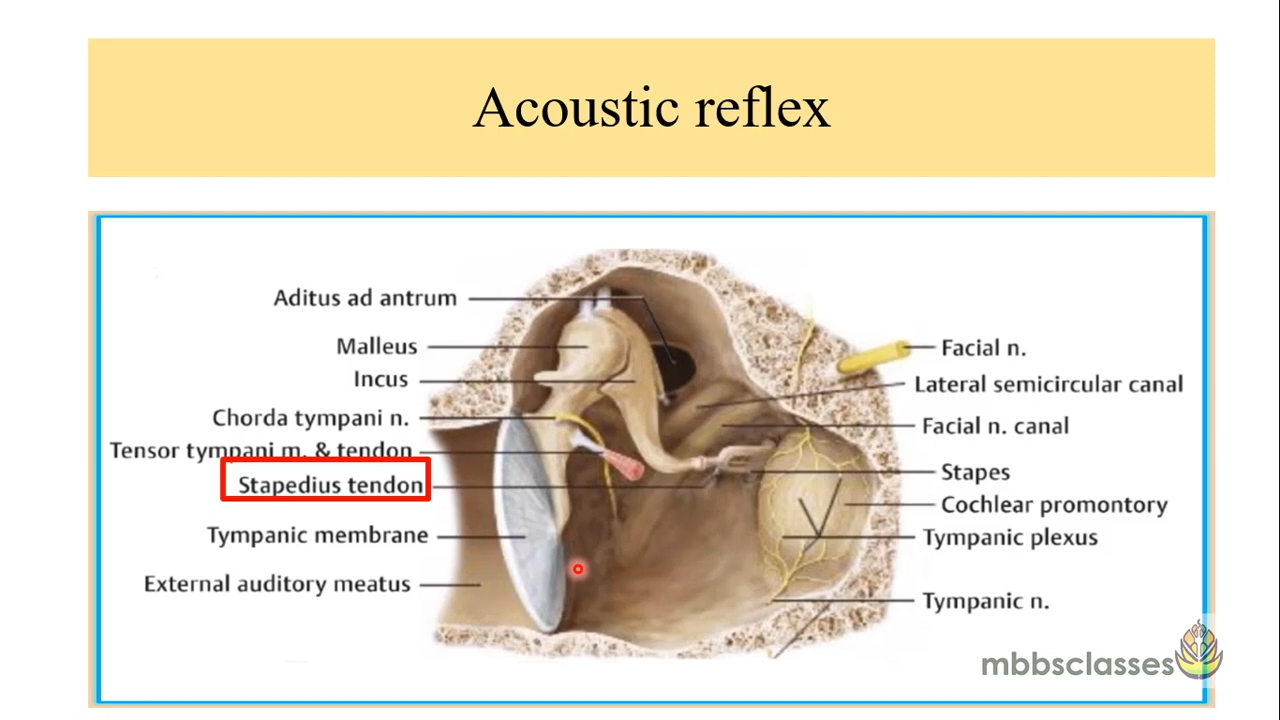 Acoustic reflex
Aditus ad antrum
Malleus
Incus
Chorda tympani n.
Tensor tympani m. & tendon
Stapedius tendon
Tympanic membrane
External auditory meatus
Facial n.
Lateral semicircular canal
Facial n. canal
Stapes
Cochlear promontory
Tympanic plexus
Tympanic n.
mbbsclasses